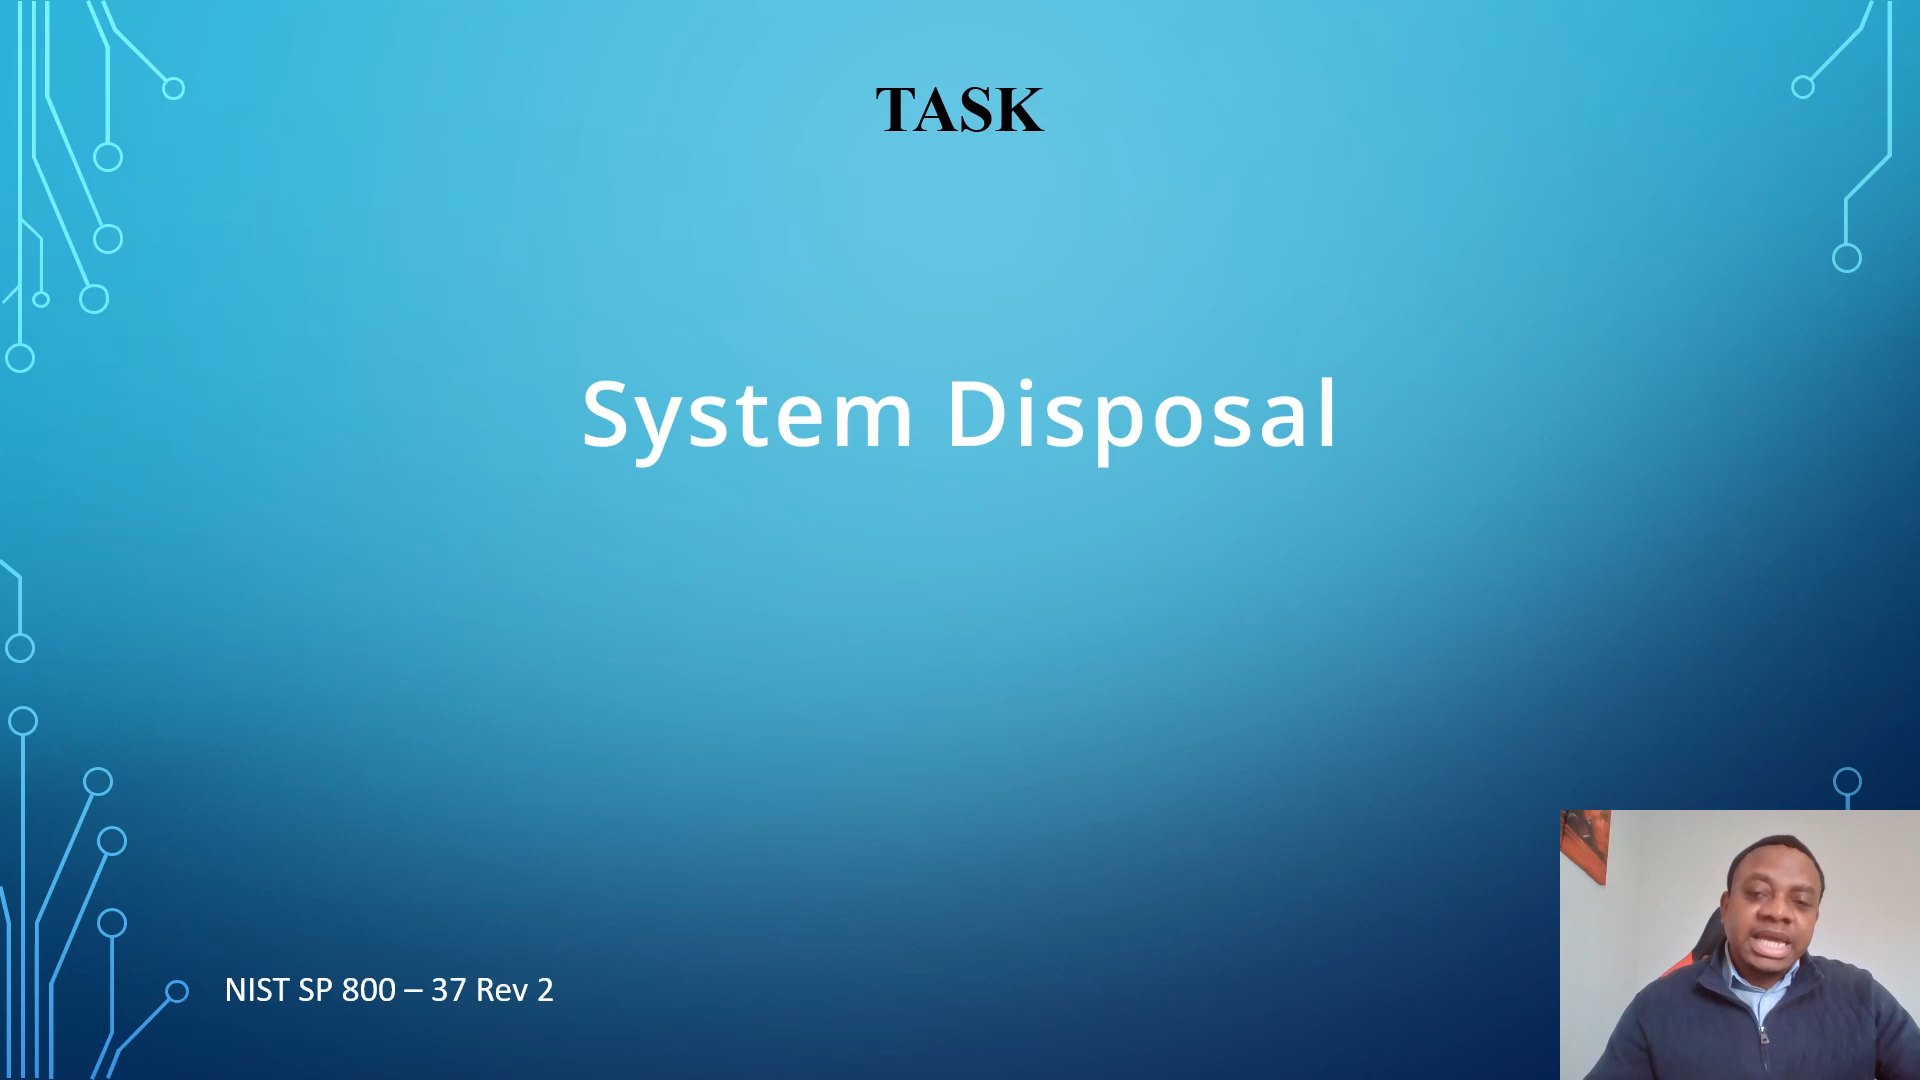 TASK
System Disposal
NIST SP 800 – 37 Rev 2